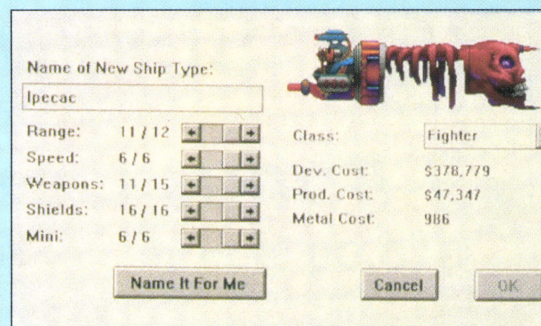 Name of New Ship Type:
Ipecac
Range: 11 / 12
Speed: 6 / 6
Weapons: 11 / 15
Shields: 16 / 16
Mini: 6 / 6
Name It For Me
Class: Fighter
Dev. Cost: $378,779
Prod. Cost: $47,347
Metal Cost: 986
Cancel
OK